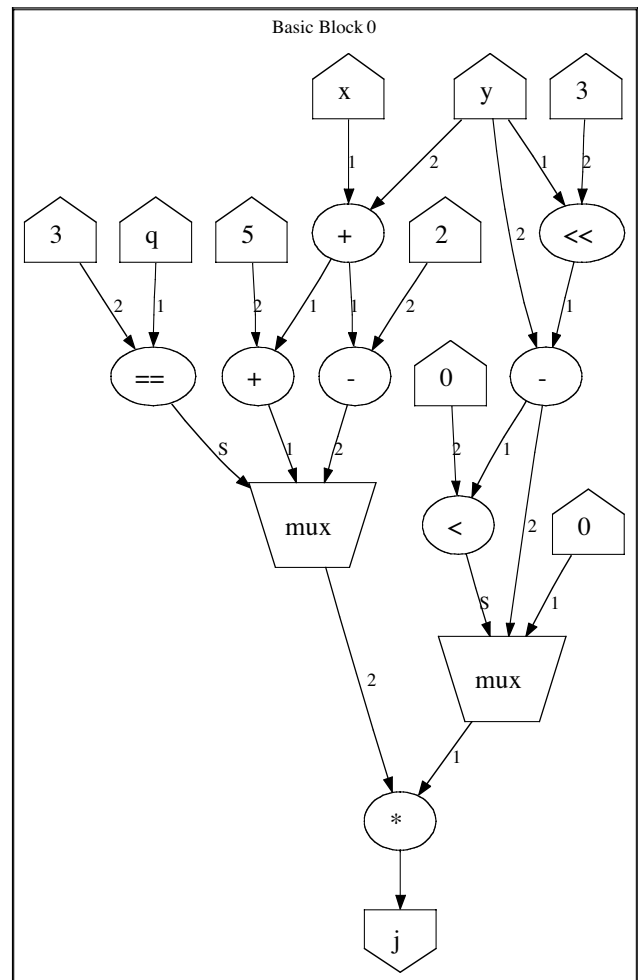 Basic Block 0
x y 3
1 2 1 2
3 q 5 + 2 2 <<
2 1 2 1 1 2 1
== + - 0 -
S 1 2 2 1
mux < 2 0
S 1
2 mux
1
*
j